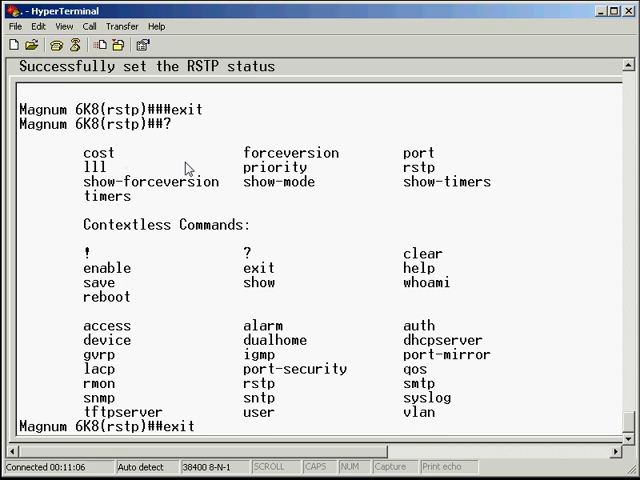 . - HyperTerminal
File Edit View Call Transfer Help
Successfully set the RSTP status
Magnum 6K8(rstp)###exit
Magnum 6K8(rstp)##?
cost forceversion port
lll priority rstp
show-forceversion show-mode show-timers
timers
Contextless Commands:
! ? clear
enable exit help
save show whoami
reboot
access alarm auth
device dualhome dhcpserver
gvrp igmp port-mirror
lacp port-security qos
rmon rstp smtp
snmp sntp syslog
tftpserver user vlan
Magnum 6K8(rstp)##exit
Connected 00:11:06 Auto detect 38400 8-N-1 SCROLL CAPS NUM Capture Print echo